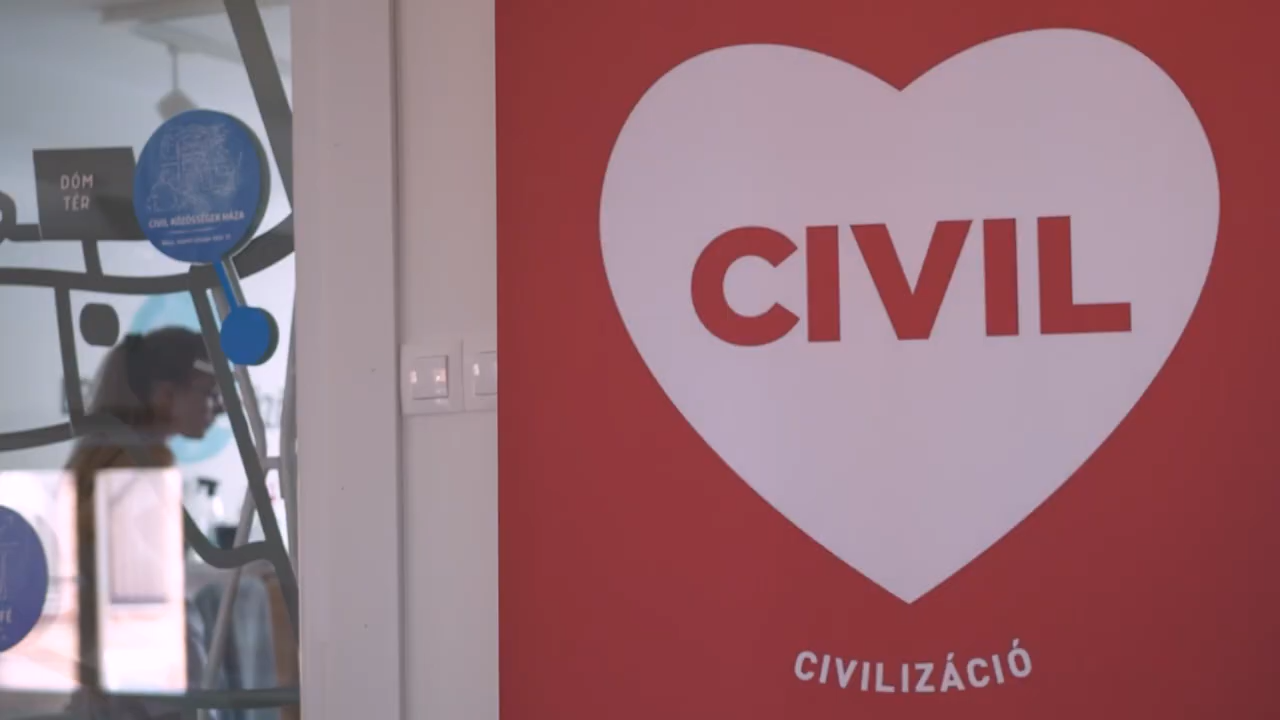 DÓM
TÉR
CIVIL KÖZÖSSÉGEK HÁZA
CIVIL
CIVILIZÁCIÓ